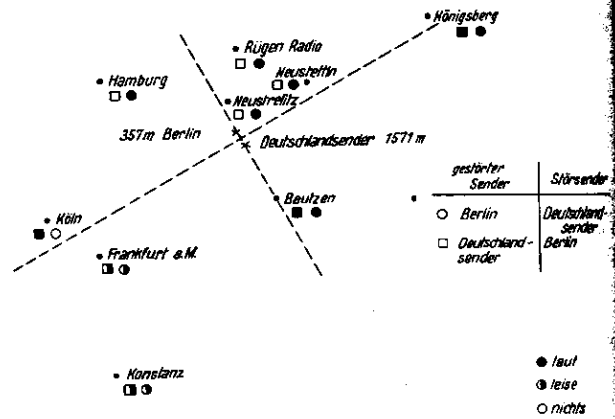 Königsberg
Rügen Radio
Neustettin
Hamburg
Neustrelitz
357m Berlin
Deutschlandsender 1571m
gestörter Sender
Störsender
Berlin
Deutschland-
sender
Deutschland-
sender
Berlin
Bautzen
Köln
Frankfurt a.M.
Konstanz
laut
leise
nichts